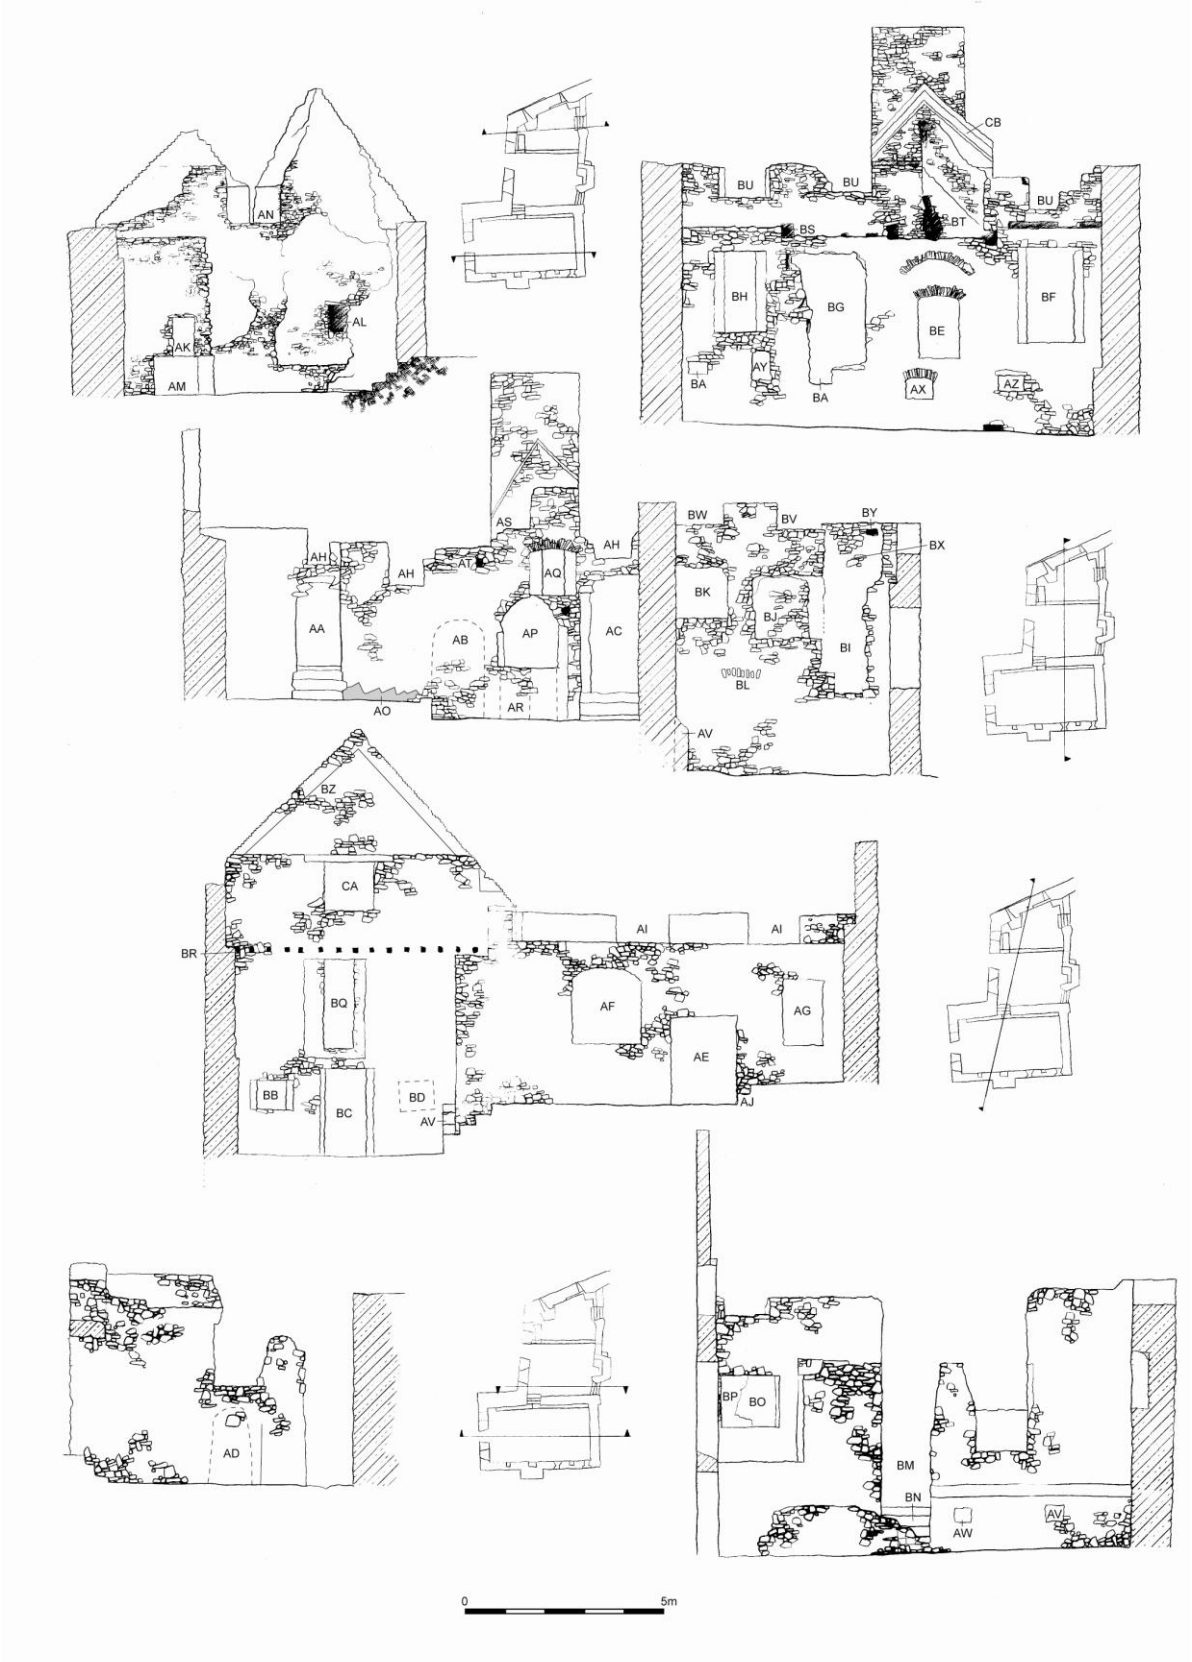 CB
BU BU BU
AN
BT
BS
BH BG BF
AL
BE
AK
AM
BA AY BA AX AZ
AS
BW BV BY
BX
AH AH AT AH
AQ
BK
BJ
AA AB AP AC
BI
BL
AO AR
AV
BZ
CA
AI AI
BR
BQ AF AG
AE
BB BC BD
AV
AJ
BP BO
AD
BM
BN
AW AV
0 5m